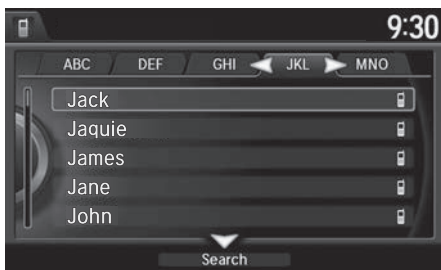 9:30
ABC DEF GHI JKL MNO
Jack
Jaquie
James
Jane
John
Search